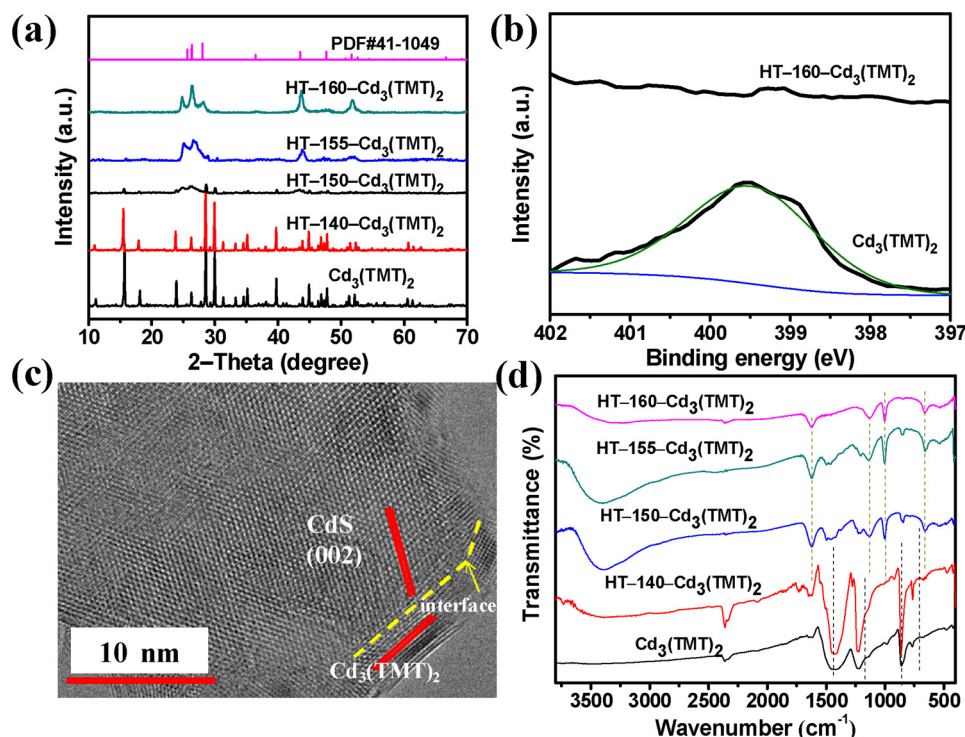 (a)
PDF#41-1049
HT–160–Cd3(TMT)2
HT–155–Cd3(TMT)2
HT–150–Cd3(TMT)2
HT–140–Cd3(TMT)2
Cd3(TMT)2
Intensity (a.u.)
10 20 30 40 50 60 70
2–Theta (degree)
(b)
HT–160–Cd3(TMT)2
Cd3(TMT)2
Intensity (a.u.)
402 401 400 399 398 397
Binding energy (eV)
(c)
CdS
(002)
interface
10 nm
Cd3(TMT)2
(d)
HT–160–Cd3(TMT)2
HT–155–Cd3(TMT)2
HT–150–Cd3(TMT)2
HT–140–Cd3(TMT)2
Cd3(TMT)2
Transmittance (%)
3500 3000 2500 2000 1500 1000 500
Wavenumber (cm-1)